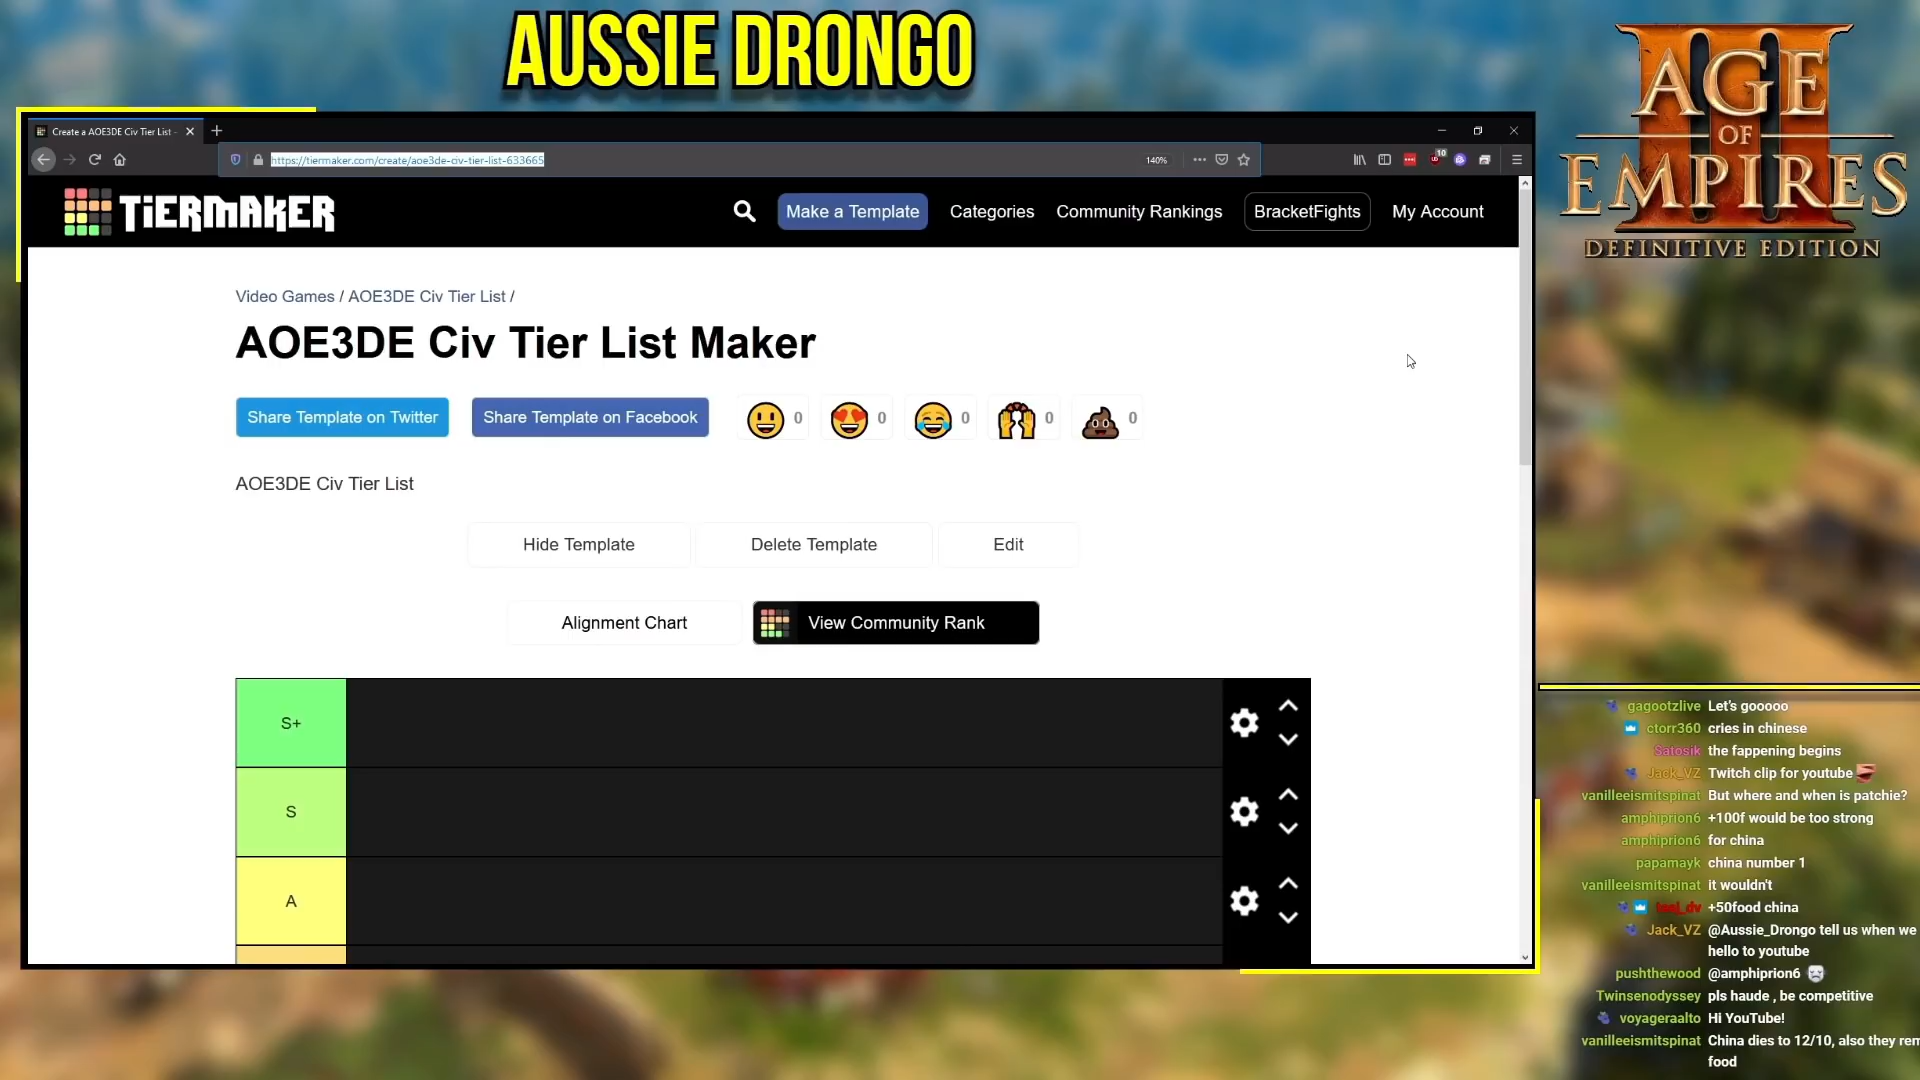 AUSSIE DRONGO
AGE
OF
EMPIRES
III
DEFINITIVE EDITION
Create a AOE3DE Civ Tier List -
https://tiermaker.com/create/aoe3de-civ-tier-list-633665
140%
10
TIERMAKER
Make a Template
Categories
Community Rankings
BracketFights
My Account
Video Games / AOE3DE Civ Tier List /
AOE3DE Civ Tier List Maker
Share Template on Twitter
Share Template on Facebook
0
0
0
0
0
AOE3DE Civ Tier List
Hide Template
Delete Template
Edit
Alignment Chart
View Community Rank
S+
S
A
gagootzlive Let's gooooo
ctorr360 cries in chinese
Satosik the fappening begins
Jack_VZ Twitch clip for youtube
vanilleeismitspinat But where and when is patchie?
amphiprion6 +100f would be too strong
amphiprion6 for china
papamayk china number 1
vanilleeismitspinat it wouldn't
+50food china
Jack_VZ @Aussie_Drongo tell us when we
hello to youtube
pushthewood @amphiprion6
Twinsenodyssey pls haude , be competitive
voyageraalto Hi YouTube!
vanilleeismitspinat China dies to 12/10, also they rem
food